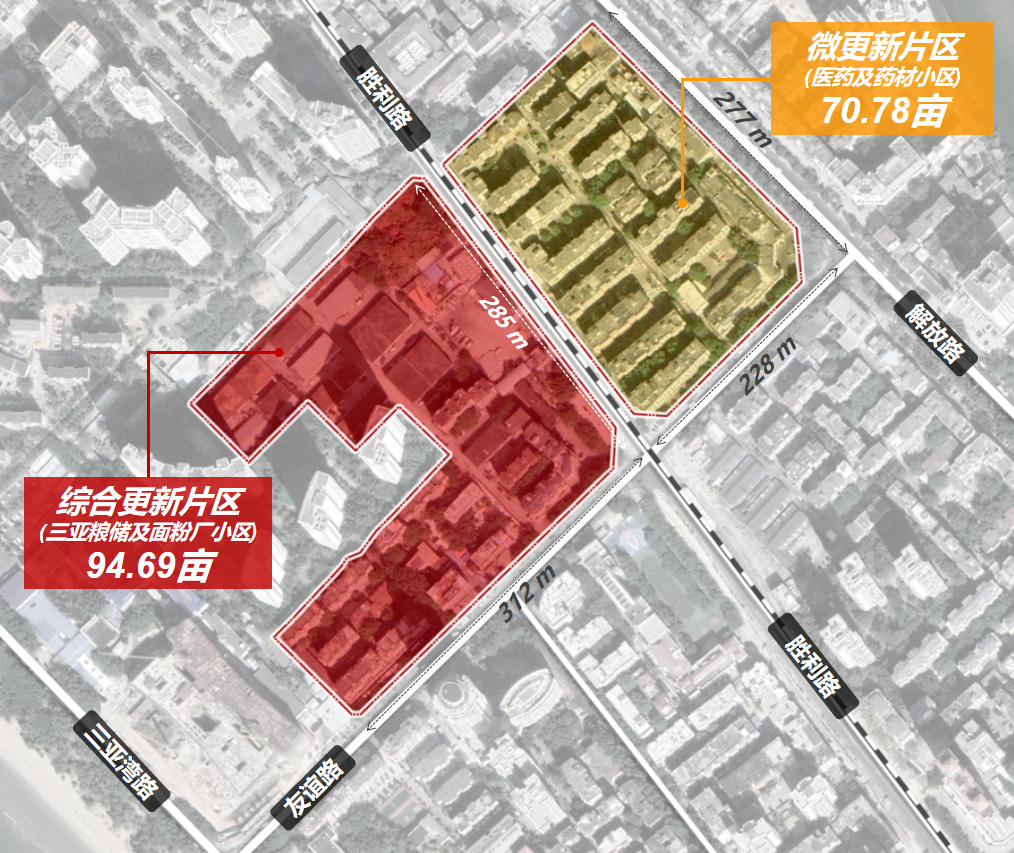 微更新片区
(医药及药材小区)
70.78亩
胜利路
277 m
285 m
解放路
228 m
综合更新片区
(三亚粮储及面粉厂小区)
94.69亩
312 m
胜利路
三亚湾路
友谊路